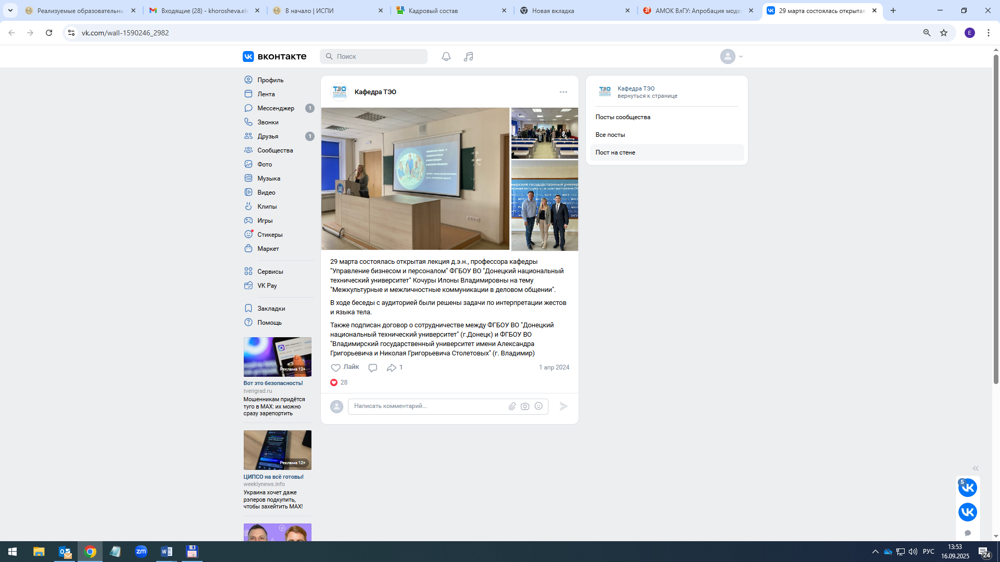 Реализуемые образовательны
Входящие (28) - khorosheva.ele
В начало | ИСПИ
Кадровый состав
Новая вкладка
АМОК ВлГУ: Апробация модел
29 марта состоялась открытая
vk.com/wall-1590246_2982
E
вконтакте
Поиск
Профиль
Лента
Мессенджер 1
Звонки
Друзья 1
Сообщества
Фото
Музыка
Видео
Клипы
Игры
Стикеры
Маркет
Сервисы
VK Pay
Закладки
Помощь
Реклама 12+
Вот это безопасность!
tverigrad.ru
Мошенникам придётся
туго в MAX: их можно
сразу зарепортить
Реклама 12+
ЦИПСО на всё готовы!
weeklynews.info
Украина хочет даже
рэперов подкупить,
чтобы захейтить MAX!
ТЭО
КАФЕДРА
Кафедра ТЭО
29 марта состоялась открытая лекция д.э.н., профессора кафедры
"Управление бизнесом и персоналом" ФГБОУ ВО "Донецкий национальный
технический университет" Кочуры Илоны Владимировны на тему
"Межкультурные и межличностные коммуникации в деловом общении".
В ходе беседы с аудиторией были решены задачи по интерпретации жестов
и языка тела.
Также подписан договор о сотрудничестве между ФГБОУ ВО "Донецкий
национальный технический университет" (г.Донецк) и ФГБОУ ВО
"Владимирский государственный университет имени Александра
Григорьевича и Николая Григорьевича Столетовых" (г. Владимир)
Лайк
1
1 апр 2024
28
Написать комментарий...
Кафедра ТЭО
вернуться к странице
Посты сообщества
Все посты
Пост на стене
5
РУС
13:53
16.09.2025
24